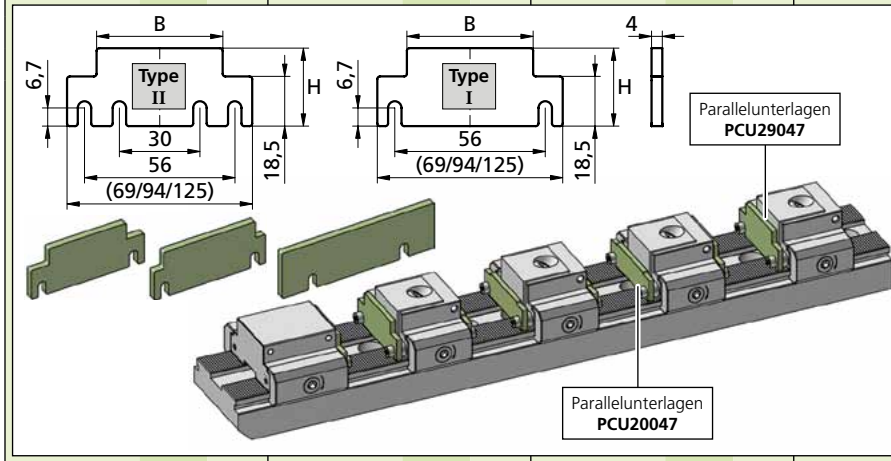 B
Type
II
6,7
H
30
56
(69/94/125)
18,5
B
Type
I
6,7
H
56
(69/94/125)
18,5
4
Parallelunterlagen
PCU29047
Parallelunterlagen
PCU20047